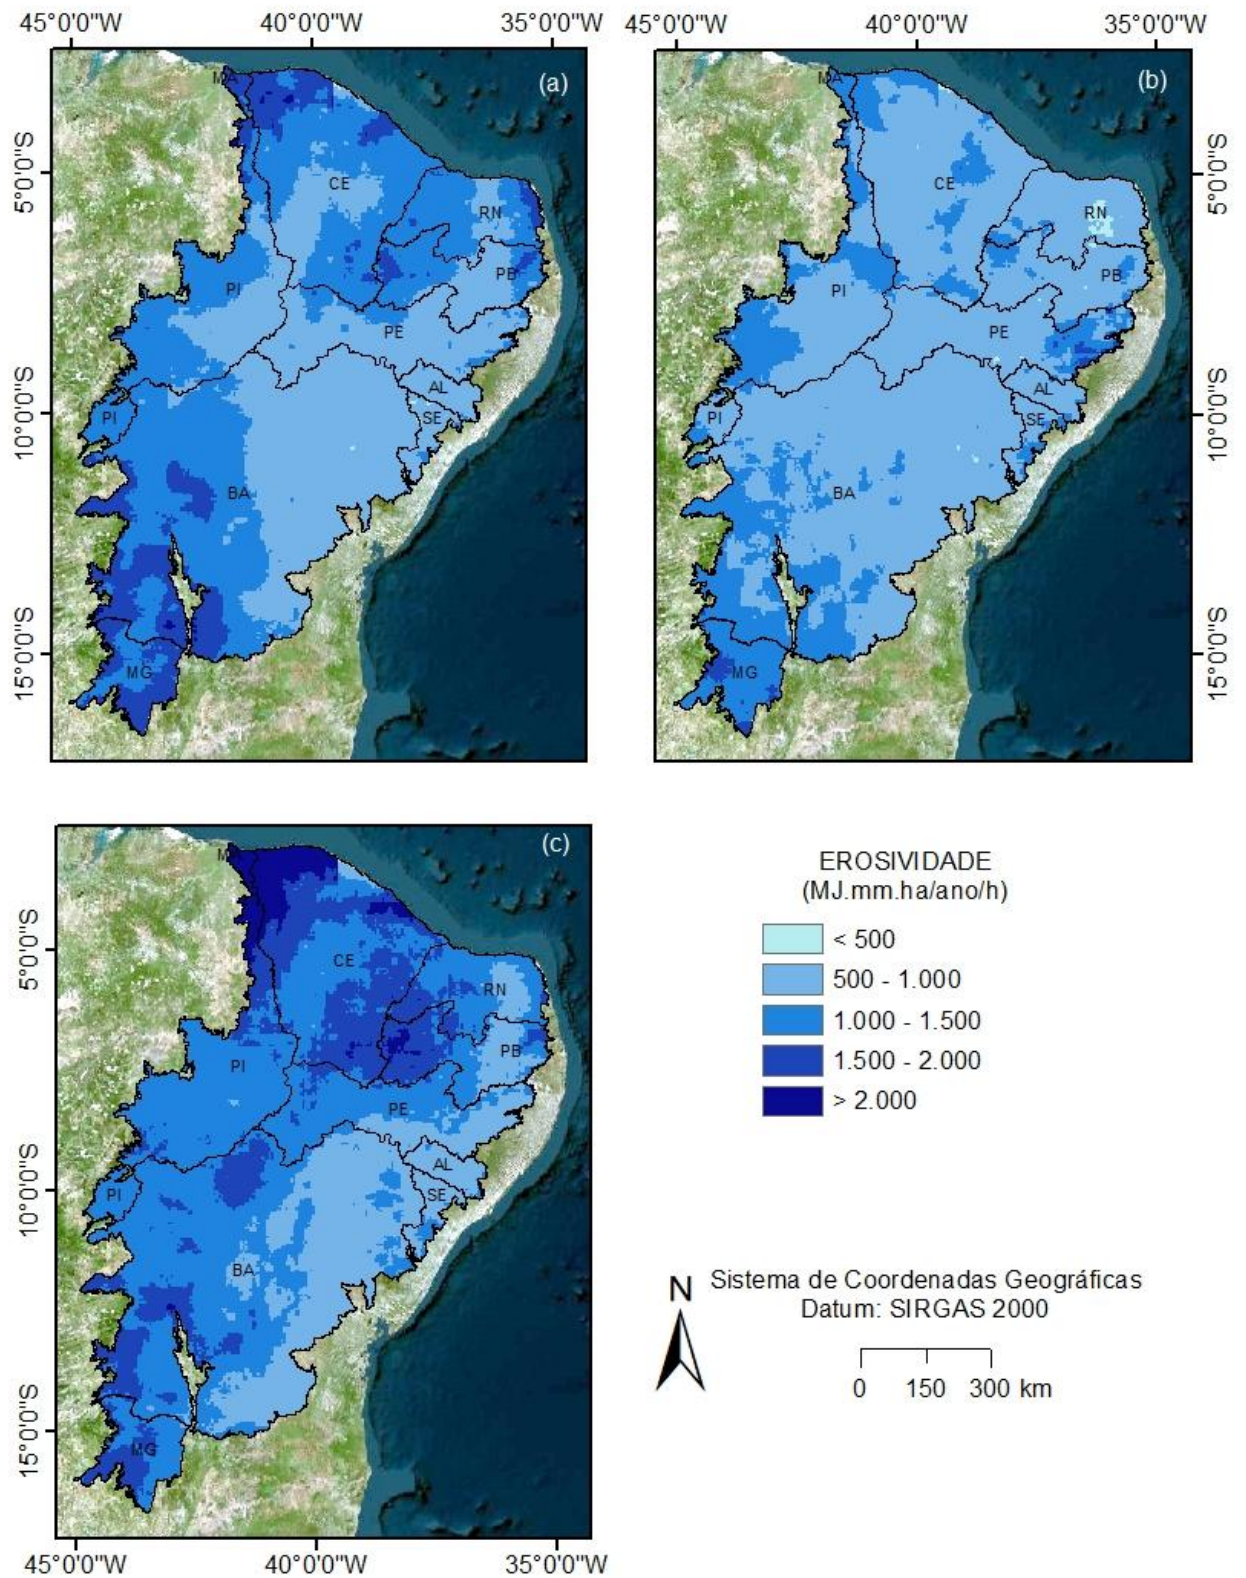 45°0'0"W 40°0'0"W 35°0'0"W
45°0'0"W 40°0'0"W 35°0'0"W
(a)
(b)
5°0'0"S
10°0'0"S
15°0'0"S
MA
CE
RN
PB
PI
PE
AL
SE
PI
BA
MG
MA
CE
RN
PB
PI
PE
AL
SE
PI
BA
MG
5°0'0"S
10°0'0"S
15°0'0"S
(c)
5°0'0"S
10°0'0"S
15°0'0"S
MA
CE
RN
PB
PI
PE
AL
SE
PI
BA
MG
45°0'0"W 40°0'0"W 35°0'0"W
EROSIVIDADE
(MJ.mm.ha/ano/h)
< 500
500 - 1.000
1.000 - 1.500
1.500 - 2.000
> 2.000
N
Sistema de Coordenadas Geográficas
Datum: SIRGAS 2000
0 150 300 km